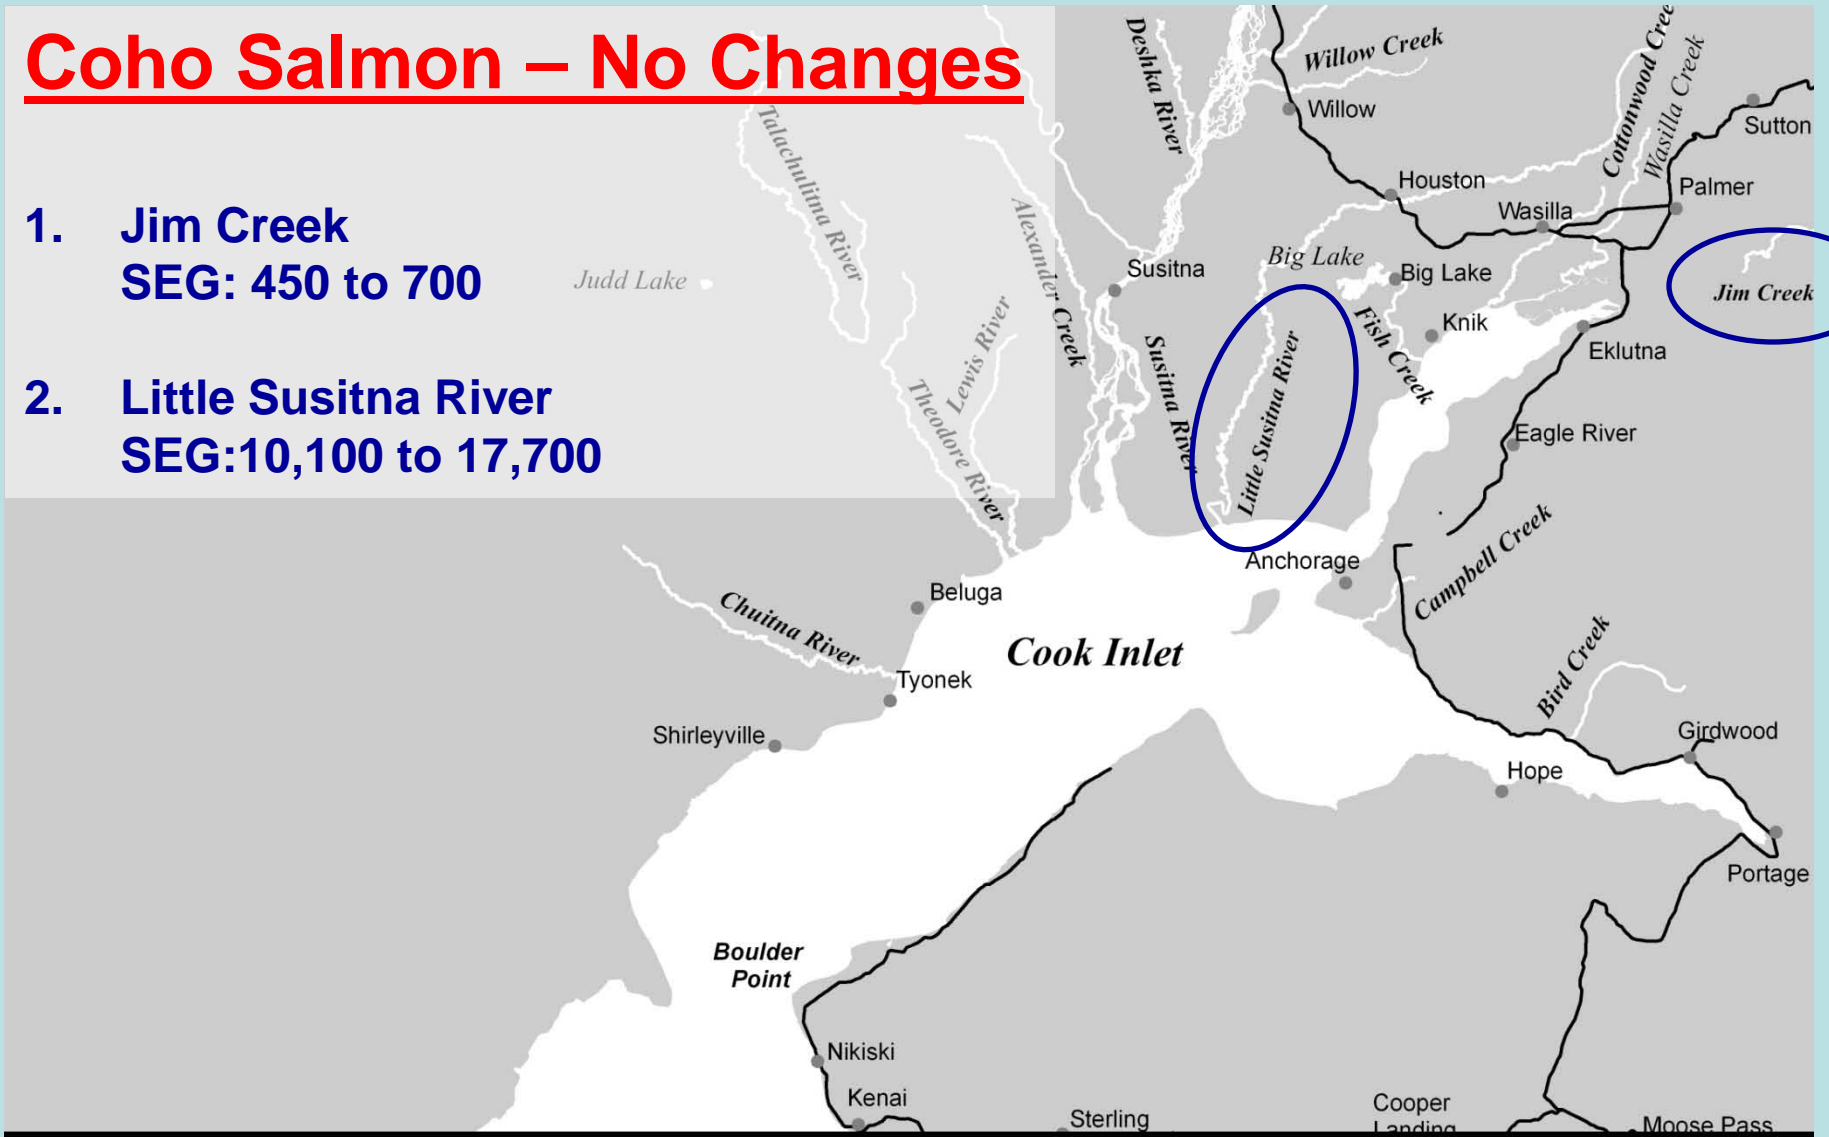 Coho Salmon – No Changes
1. Jim Creek
SEG: 450 to 700
2. Little Susitna River
SEG:10,100 to 17,700
Deshka River
Willow Creek
Willow
Cottonwood Cree
Wasilla Creek
Sutton
Talachulitna River
Houston
Palmer
Wasilla
Alexander Creek
Judd Lake
Susitna
Big Lake
Big Lake
Jim Creek
Lewis River
Theodore River
Susitna River
Little Susitna River
Fish Creek
Knik
Eklutna
Eagle River
Campbell Creek
Anchorage
Beluga
Chuitna River
Cook Inlet
Tyonek
Bird Creek
Shirleyville
Girdwood
Hope
Portage
Boulder
Point
Nikiski
Kenai
Sterling
Cooper
Landing
Moose Pass